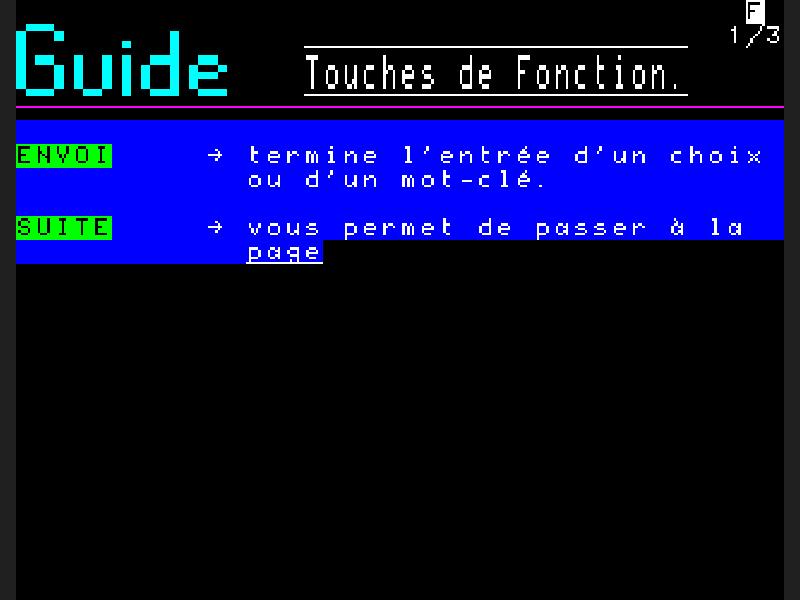 F
1/3
Guide
Touches de Fonction.
ENVOI → termine l'entrée d'un choix
ou d'un mot-clé.
SUITE → vous permet de passer à la
page